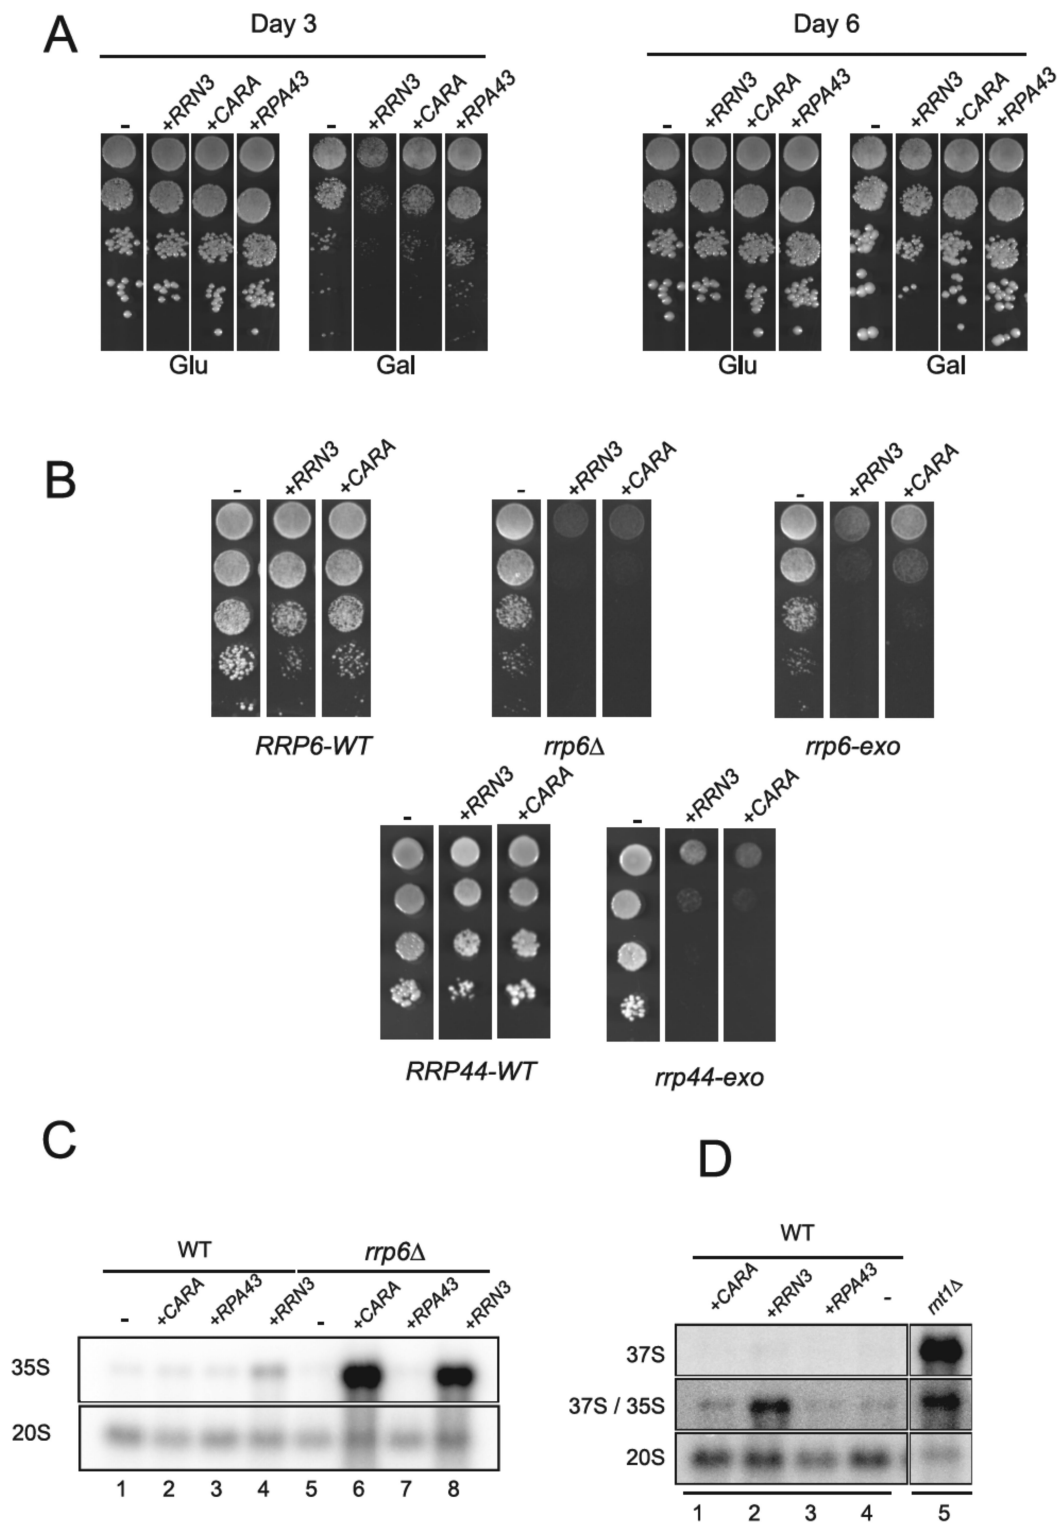 A
Day 3
Day 6
- +RRN3 +CARA +RPA43 - +RRN3 +CARA +RPA43
- +RRN3 +CARA +RPA43 - +RRN3 +CARA +RPA43
Glu Gal Glu Gal
B
- +RRN3 +CARA - +RRN3 +CARA - +RRN3 +CARA
RRP6-WT rrp6Δ rrp6-exo
- +RRN3 +CARA - +RRN3 +CARA
RRP44-WT rrp44-exo
C
WT rrp6Δ
- +CARA +RPA43 +RRN3 - +CARA +RPA43 +RRN3
35S
20S
1 2 3 4 5 6 7 8
D
WT
+CARA +RRN3 +RPA43 - rnt1Δ
37S
37S / 35S
20S
1 2 3 4 5